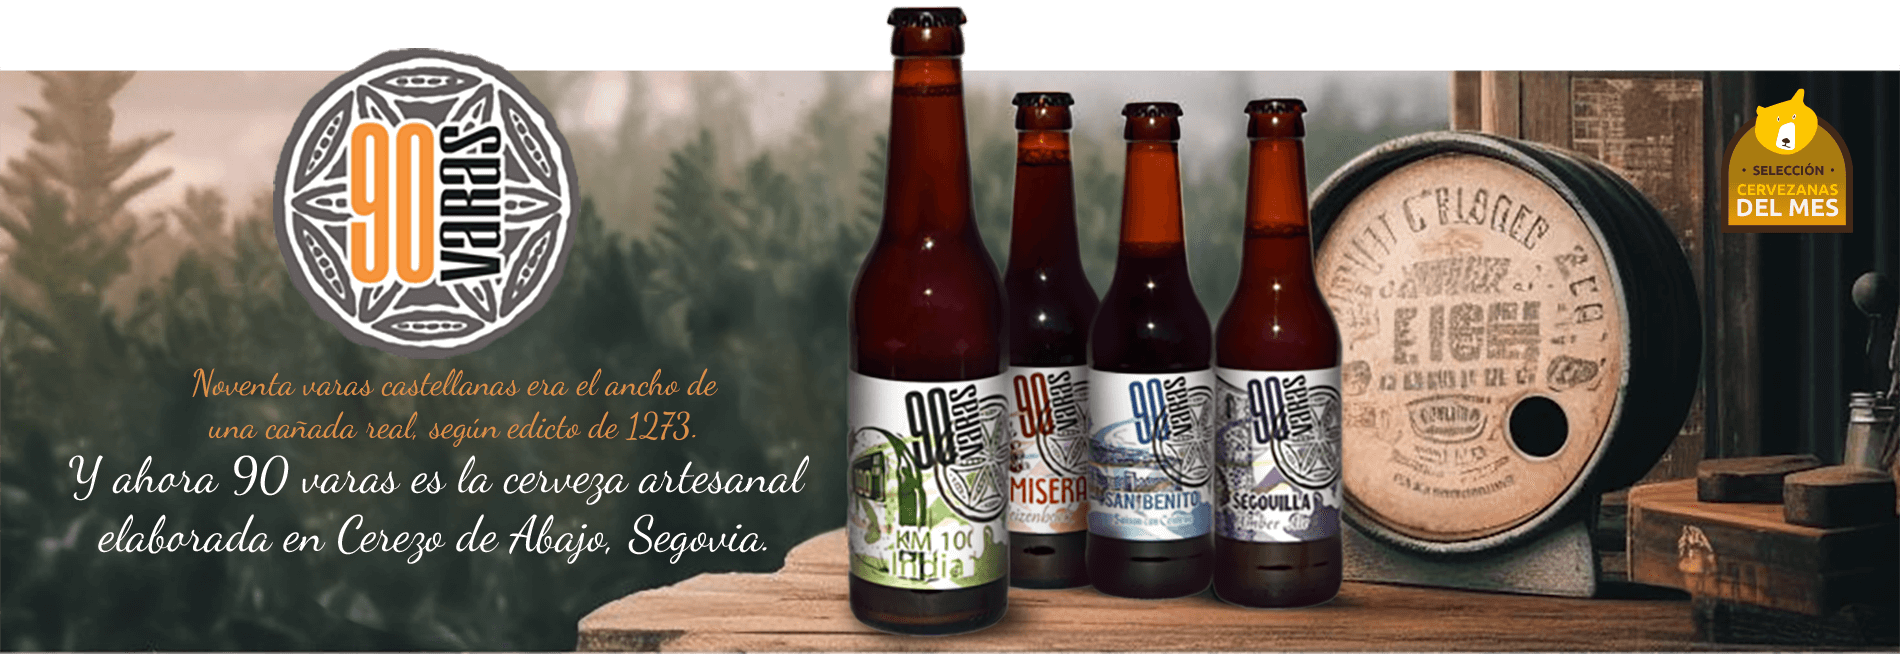 90
varas
Noventa varas castellanas era el ancho de
una cañada real, según edicto de 1273.
Y ahora 90 varas es la cerveza artesanal
elaborada en Cerezo de Abajo, Segovia.
90
varas
KM 100
India
90
varas
MISERA
90
varas
SAN BENITO
90
varas
SEGOVILLA
Amber
· SELECCIÓN ·
CERVEZANAS
DEL MES